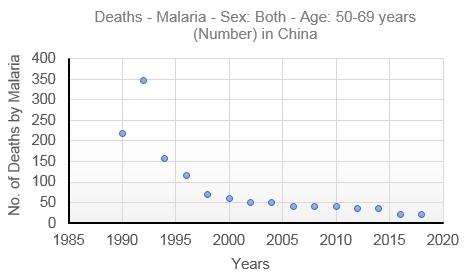 Deaths - Malaria - Sex: Both - Age: 50-69 years
(Number) in China
400
350
300
250
200
150
100
50
0
No. of Deaths by Malaria
1985 1990 1995 2000 2005 2010 2015 2020
Years